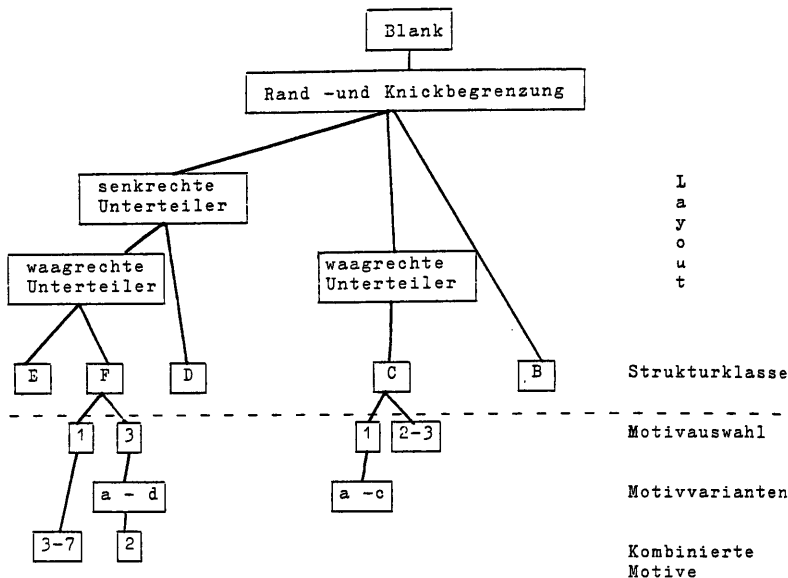 Blank
Rand -und Knickbegrenzung
senkrechte
Unterteiler
L
a
y
o
u
t
waagrechte
Unterteiler
waagrechte
Unterteiler
E
F
D
C
B
Strukturklasse
1
3
1
2-3
Motivauswahl
a - d
a -c
Motivvarianten
3-7
2
Kombinierte
Motive